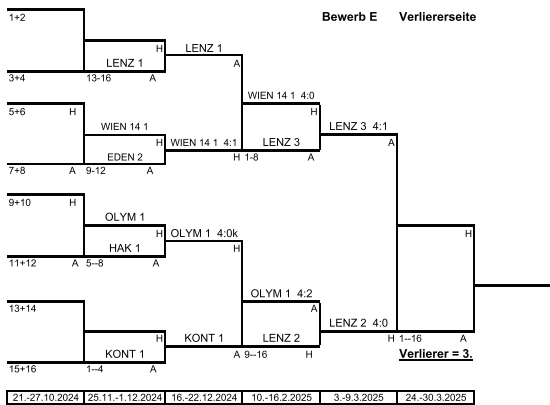 Bewerb E Verliererseite
1+2
H LENZ 1
LENZ 1 A
3+4 13-16 A
WIEN 14 1 4:0
5+6 H H
WIEN 14 1 LENZ 3 4:1
H WIEN 14 1 4:1 LENZ 3 A
EDEN 2 H 1-8 A
7+8 A 9-12 A
9+10 H
OLYM 1
H OLYM 1 4:0k H
HAK 1 H
11+12 A 5--8 A
OLYM 1 4:2
13+14 A
LENZ 2 4:0
H KONT 1 LENZ 2 H 1--16 A
KONT 1 A 9--16 H Verlierer = 3.
15+16 1--4 A
21.-27.10.2024 25.11.-1.12.2024 16.-22.12.2024 10.-16.2.2025 3.-9.3.2025 24.-30.3.2025